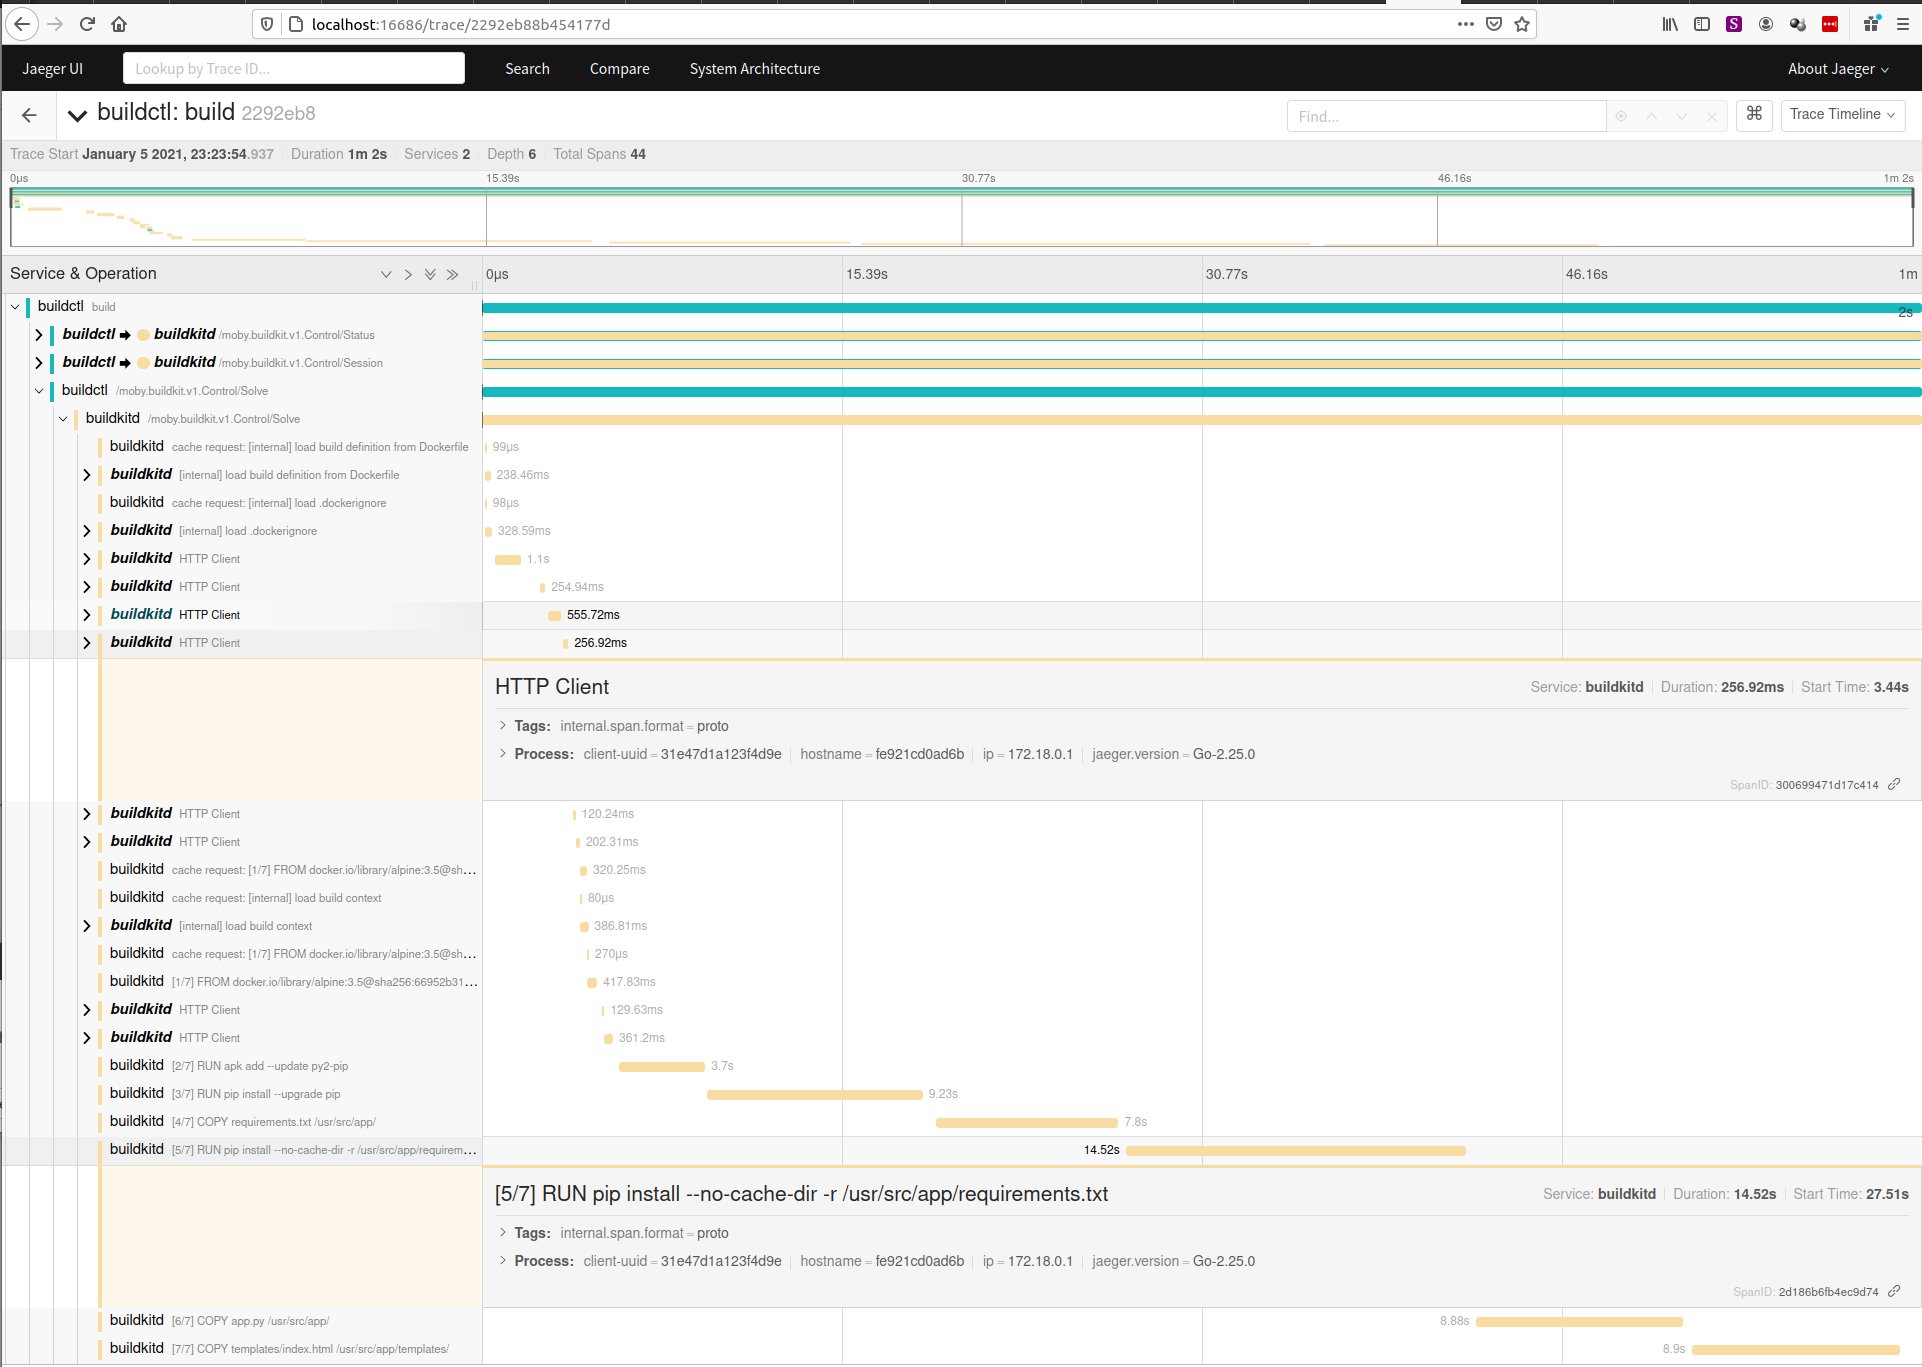 localhost:16686/trace/2292eb88b454177d
Jaeger UI Lookup by Trace ID... Search Compare System Architecture About Jaeger
buildctl: build 2292eb8 Find... Trace Timeline
Trace Start January 5 2021, 23:23:54.937 Duration 1m 2s Services 2 Depth 6 Total Spans 44
0μs 15.39s 30.77s 46.16s 1m 2s
Service & Operation 0μs 15.39s 30.77s 46.16s 1m
2s
buildctl build
buildctl buildkitd /moby.buildkit.v1.Control/Status
buildctl buildkitd /moby.buildkit.v1.Control/Session
buildctl /moby.buildkit.v1.Control/Solve
buildkitd /moby.buildkit.v1.Control/Solve
buildkitd cache request: [internal] load build definition from Dockerfile 99μs
buildkitd [internal] load build definition from Dockerfile 238.46ms
buildkitd cache request: [internal] load .dockerignore 98μs
buildkitd [internal] load .dockerignore 328.59ms
buildkitd HTTP Client 1.1s
buildkitd HTTP Client 254.94ms
buildkitd HTTP Client 555.72ms
buildkitd HTTP Client 256.92ms
HTTP Client Service: buildkitd Duration: 256.92ms Start Time: 3.44s
Tags: internal.span.format = proto
Process: client-uuid = 31e47d1a123f4d9e hostname = fe921cd0ad6b ip = 172.18.0.1 jaeger.version = Go-2.25.0
SpanID: 300699471d17c414
buildkitd HTTP Client 120.24ms
buildkitd HTTP Client 202.31ms
buildkitd cache request: [1/7] FROM docker.io/library/alpine:3.5@sh... 320.25ms
buildkitd cache request: [internal] load build context 80μs
buildkitd [internal] load build context 386.81ms
buildkitd cache request: [1/7] FROM docker.io/library/alpine:3.5@sh... 270μs
buildkitd [1/7] FROM docker.io/library/alpine:3.5@sha256:66952b31... 417.83ms
buildkitd HTTP Client 129.63ms
buildkitd HTTP Client 361.2ms
buildkitd [2/7] RUN apk add --update py2-pip 3.7s
buildkitd [3/7] RUN pip install --upgrade pip 9.23s
buildkitd [4/7] COPY requirements.txt /usr/src/app/ 7.8s
buildkitd [5/7] RUN pip install --no-cache-dir -r /usr/src/app/requirem... 14.52s
[5/7] RUN pip install --no-cache-dir -r /usr/src/app/requirements.txt Service: buildkitd Duration: 14.52s Start Time: 27.51s
Tags: internal.span.format = proto
Process: client-uuid = 31e47d1a123f4d9e hostname = fe921cd0ad6b ip = 172.18.0.1 jaeger.version = Go-2.25.0
SpanID: 2d186b6fb4ec9d74
buildkitd [6/7] COPY app.py /usr/src/app/ 8.88s
buildkitd [7/7] COPY templates/index.html /usr/src/app/templates/ 8.9s